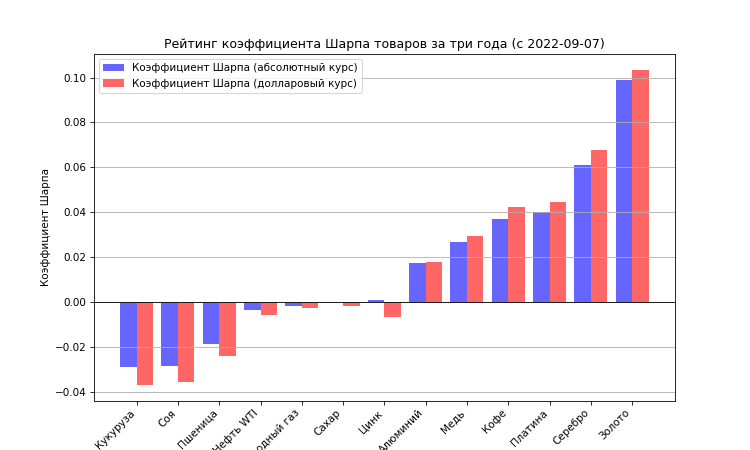 Рейтинг коэффициента Шарпа товаров за три года (с 2022-09-07)
Коэффициент Шарпа (абсолютный курс)
Коэффициент Шарпа (долларовый курс)
Коэффициент Шарпа
0.10
0.08
0.06
0.04
0.02
0.00
−0.02
−0.04
Кукуруза
Соя
Пшеница
Нефть WTI
одный газ
Сахар
Цинк
Алюминий
Медь
Кофе
Платина
Серебро
Золото